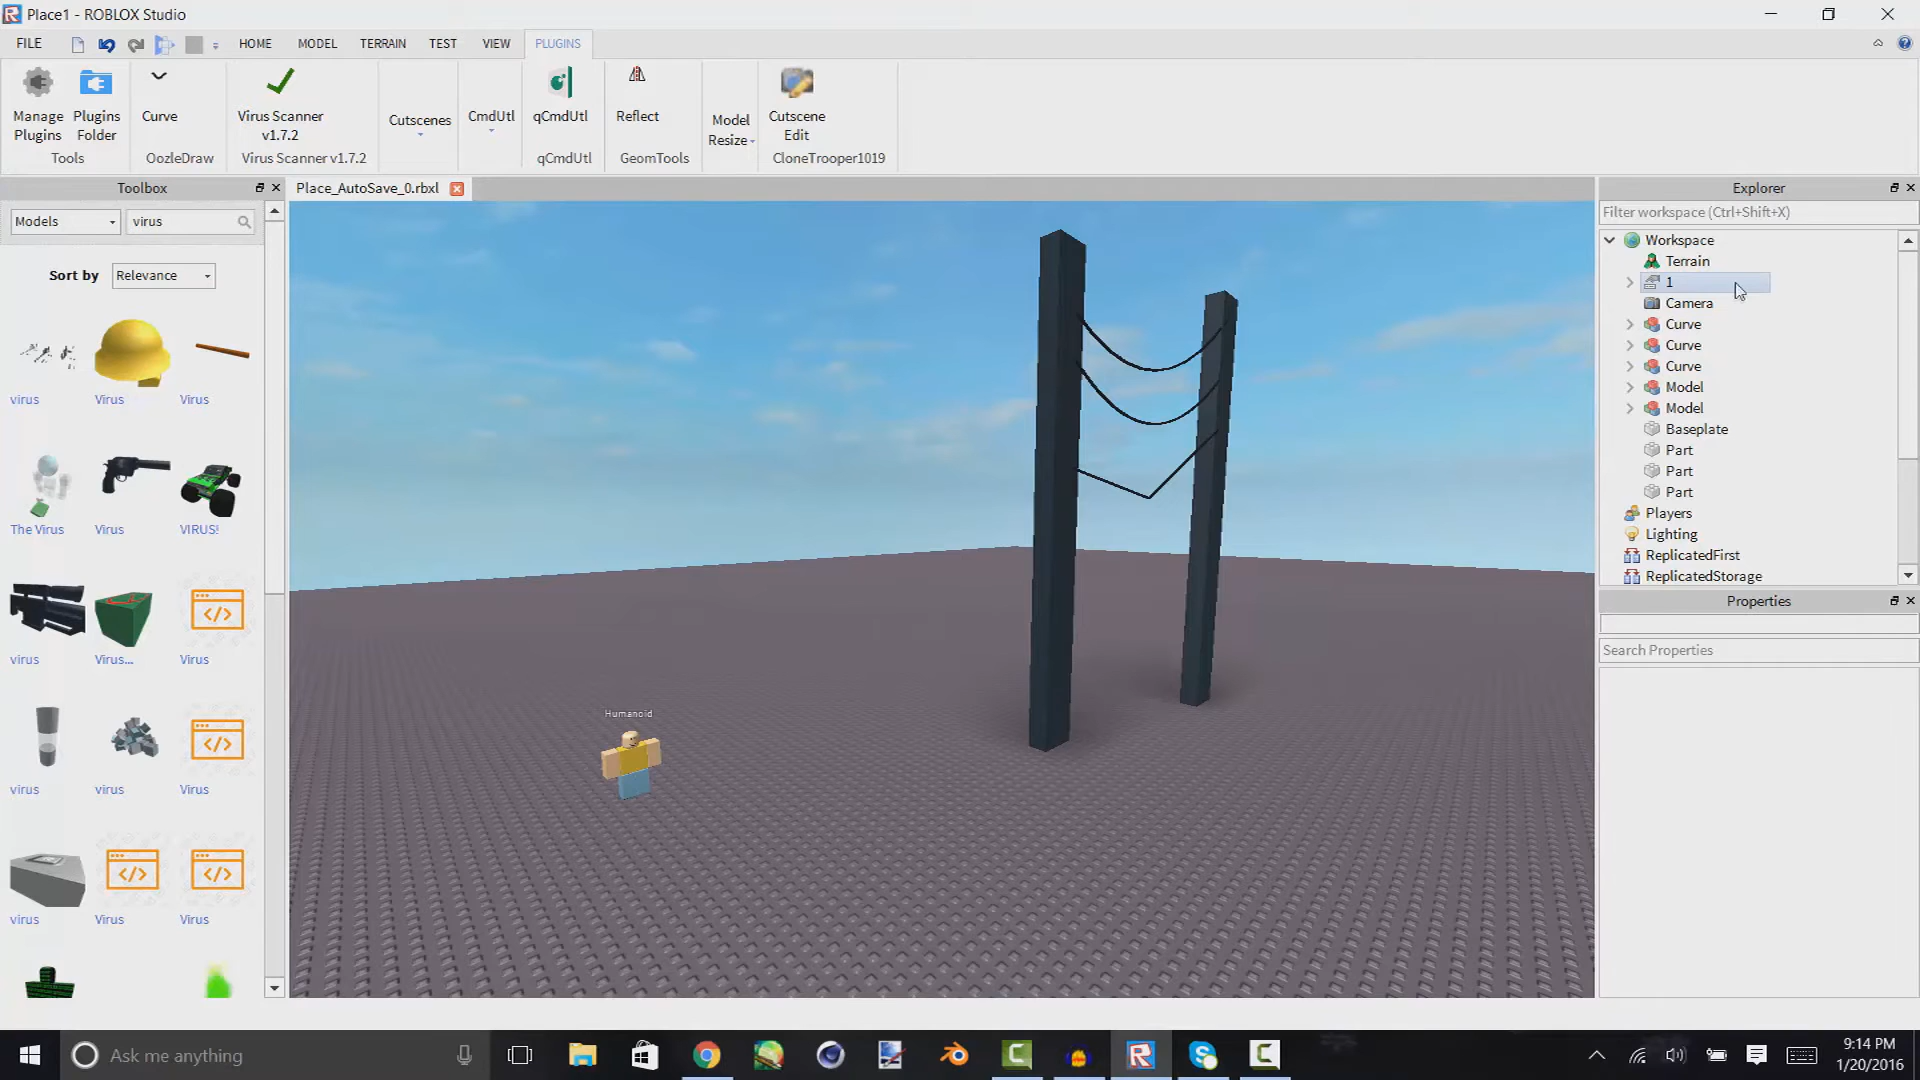 Place1 - ROBLOX Studio
FILE
HOME
MODEL
TERRAIN
TEST
VIEW
PLUGINS
Manage Plugins
Plugins Folder
Tools
Curve
OozleDraw
Virus Scanner v1.7.2
Virus Scanner v1.7.2
Cutscenes
CmdUtl
qCmdUtl
qCmdUtl
Reflect
GeomTools
Model Resize
Cutscene Edit
CloneTrooper1019
Toolbox
Models
virus
Sort by
Relevance
virus
Virus
Virus
The Virus
Virus
VIRUS!
virus
Virus...
Virus
virus
virus
Virus
virus
Virus
Virus
Place_AutoSave_0.rbxl
Humanoid
Explorer
Filter workspace (Ctrl+Shift+X)
Workspace
Terrain
1
Camera
Curve
Curve
Curve
Model
Model
Baseplate
Part
Part
Part
Players
Lighting
ReplicatedFirst
ReplicatedStorage
Properties
Search Properties
Ask me anything
9:14 PM
1/20/2016